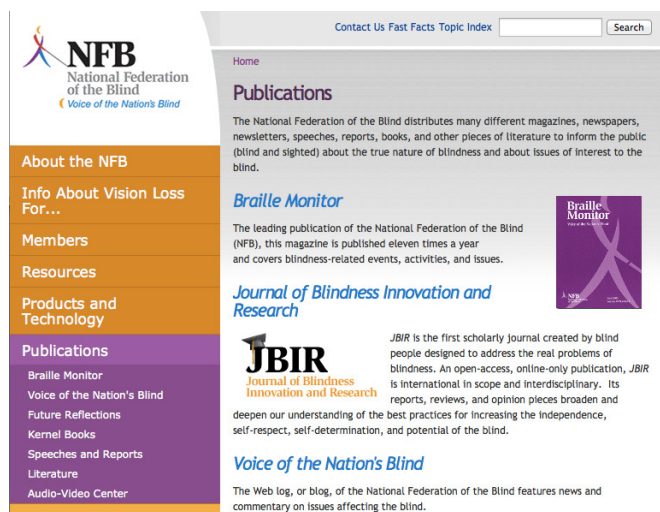 Contact Us Fast Facts Topic Index
Search
NFB
National Federation
of the Blind
Voice of the Nation's Blind
About the NFB
Info About Vision Loss
For...
Members
Resources
Products and
Technology
Publications
Braille Monitor
Voice of the Nation's Blind
Future Reflections
Kernel Books
Speeches and Reports
Literature
Audio-Video Center
Home
Publications
The National Federation of the Blind distributes many different magazines, newspapers,
newsletters, speeches, reports, books, and other pieces of literature to inform the public
(blind and sighted) about the true nature of blindness and about issues of interest to the
blind.
Braille Monitor
The leading publication of the National Federation of the Blind
(NFB), this magazine is published eleven times a year
and covers blindness-related events, activities, and issues.
Braille
Monitor
Voice of the Nation's Blind
NFB
Journal of Blindness Innovation and
Research
JBIR
Journal of Blindness
Innovation and Research
JBIR is the first scholarly journal created by blind
people designed to address the real problems of
blindness. An open-access, online-only publication, JBIR
is international in scope and interdisciplinary. Its
reports, reviews, and opinion pieces broaden and
deepen our understanding of the best practices for increasing the independence,
self-respect, self-determination, and potential of the blind.
Voice of the Nation's Blind
The Web log, or blog, of the National Federation of the Blind features news and
commentary on issues affecting the blind.